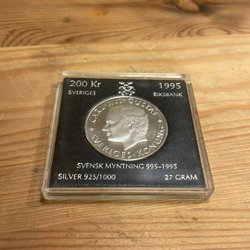 200 Kr 1995
SVERIGES RIKSBANK
CARL XVI GUSTAF
SVERIGES KONUNG
SVENSK MYNTNING 995-1995
SILVER 925/1000 27 GRAM